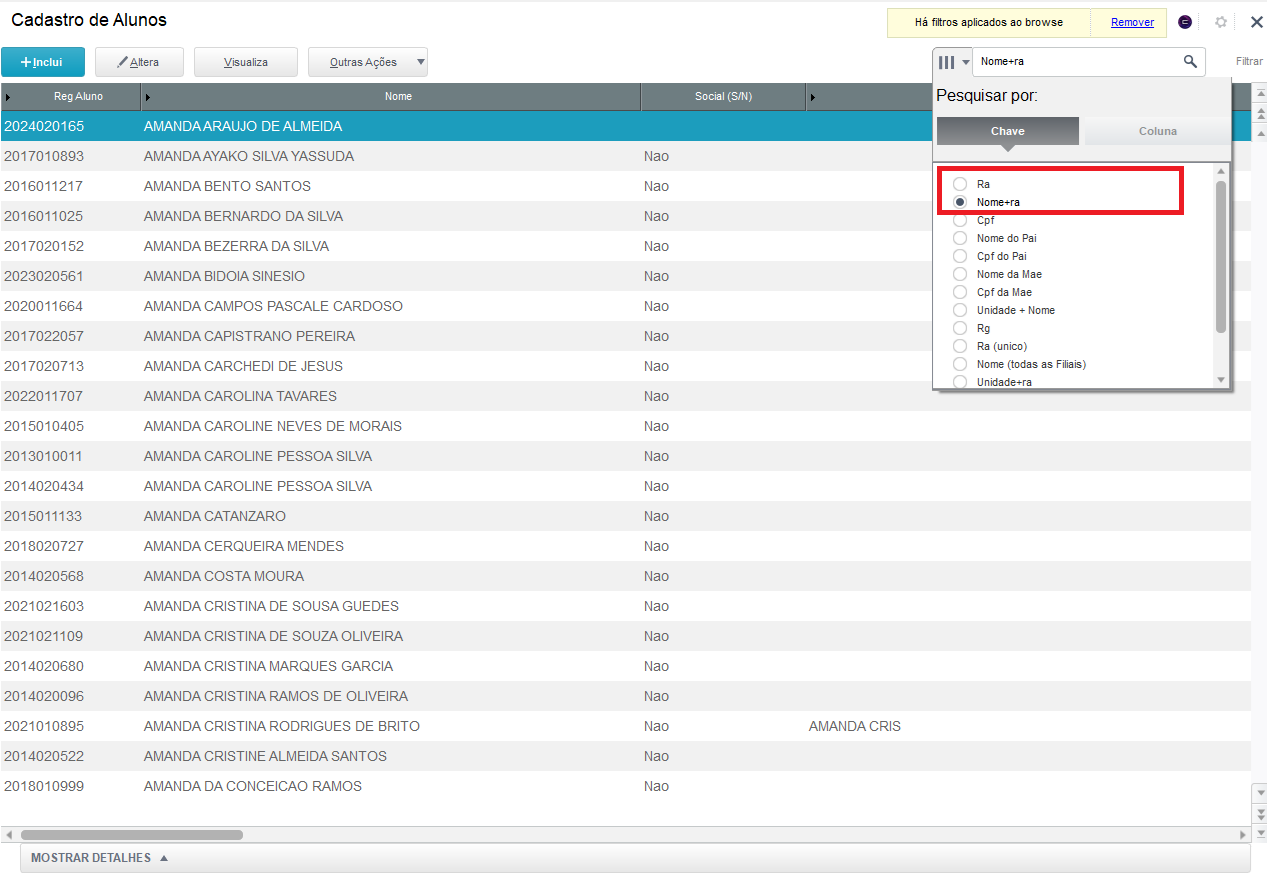 Cadastro de Alunos
Há filtros aplicados ao browse Remover
+Inclui Altera Visualiza Outras Ações Nome+ra Filtrar
Reg Aluno Nome Social (S/N)
Pesquisar por:
Chave Coluna
Ra
Nome+ra
Cpf
Nome do Pai
Cpf do Pai
Nome da Mae
Cpf da Mae
Unidade + Nome
Rg
Ra (unico)
Nome (todas as Filiais)
Unidade+ra
2024020165 AMANDA ARAUJO DE ALMEIDA
2017010893 AMANDA AYAKO SILVA YASSUDA Nao
2016011217 AMANDA BENTO SANTOS Nao
2016011025 AMANDA BERNARDO DA SILVA Nao
2017020152 AMANDA BEZERRA DA SILVA Nao
2023020561 AMANDA BIDOIA SINESIO Nao
2020011664 AMANDA CAMPOS PASCALE CARDOSO Nao
2017022057 AMANDA CAPISTRANO PEREIRA Nao
2017020713 AMANDA CARCHEDI DE JESUS Nao
2022011707 AMANDA CAROLINA TAVARES Nao
2015010405 AMANDA CAROLINE NEVES DE MORAIS Nao
2013010011 AMANDA CAROLINE PESSOA SILVA Nao
2014020434 AMANDA CAROLINE PESSOA SILVA Nao
2015011133 AMANDA CATANZARO Nao
2018020727 AMANDA CERQUEIRA MENDES Nao
2014020568 AMANDA COSTA MOURA Nao
2021021603 AMANDA CRISTINA DE SOUSA GUEDES Nao
2021021109 AMANDA CRISTINA DE SOUZA OLIVEIRA Nao
2014020680 AMANDA CRISTINA MARQUES GARCIA Nao
2014020096 AMANDA CRISTINA RAMOS DE OLIVEIRA Nao
2021010895 AMANDA CRISTINA RODRIGUES DE BRITO Nao AMANDA CRIS
2014020522 AMANDA CRISTINE ALMEIDA SANTOS Nao
2018010999 AMANDA DA CONCEICAO RAMOS Nao
MOSTRAR DETALHES